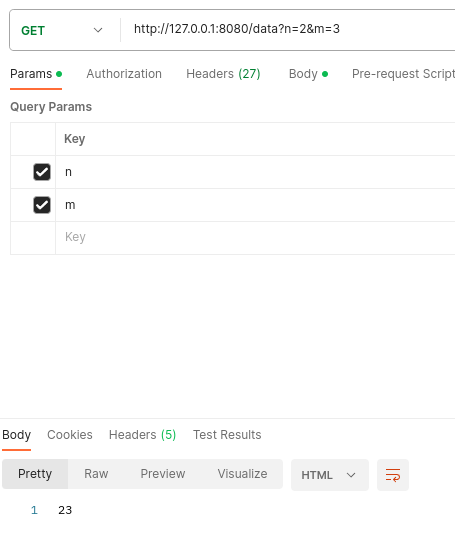 GET http://127.0.0.1:8080/data?n=2&m=3
Params Authorization Headers (27) Body Pre-request Script
Query Params
Key
n
m
Key
Body Cookies Headers (5) Test Results
Pretty Raw Preview Visualize HTML
1 23